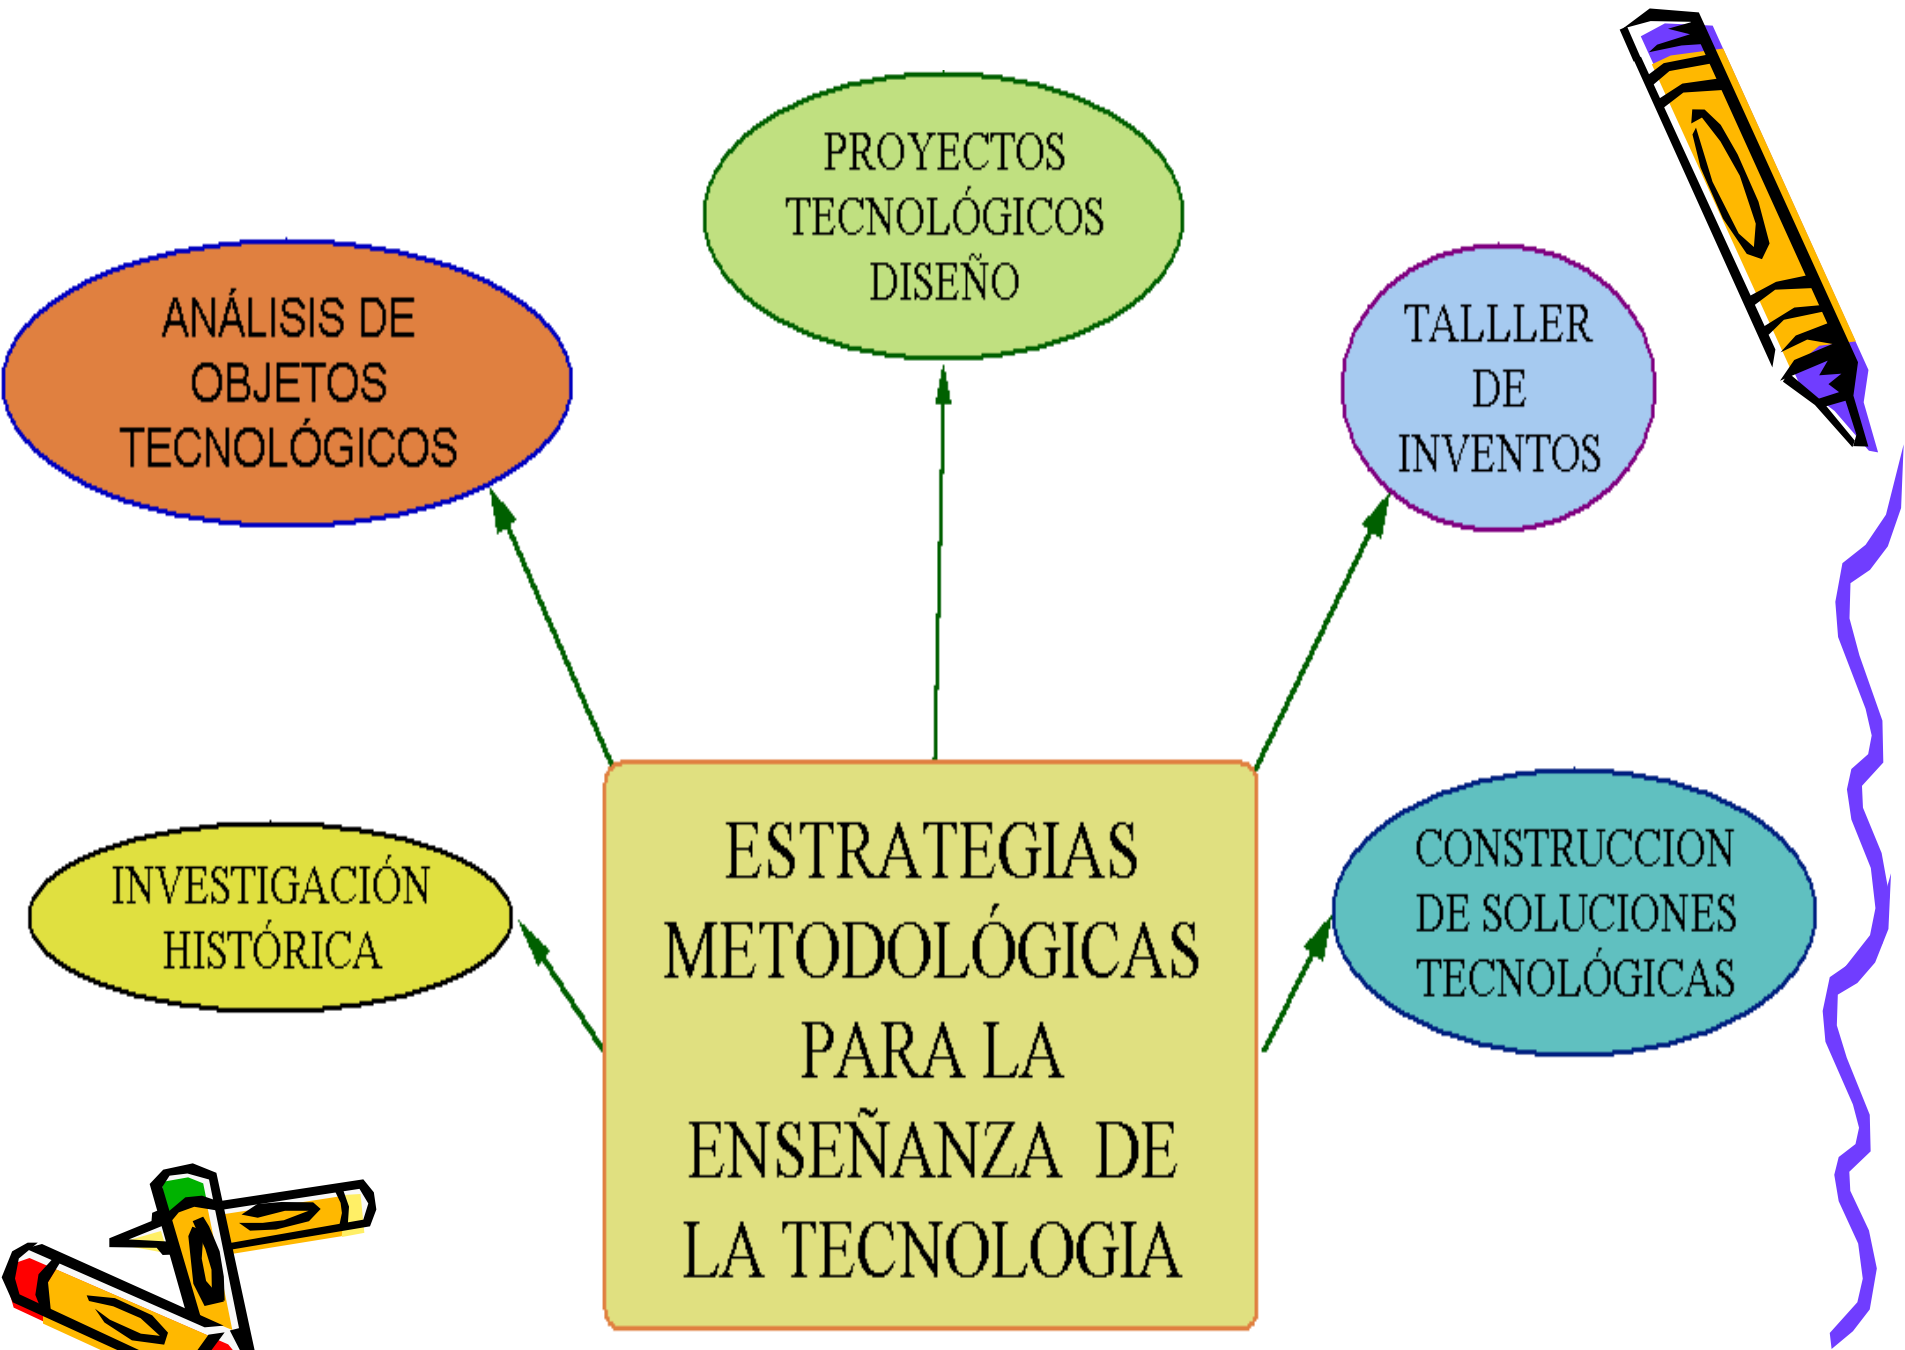 PROYECTOS
TECNOLÓGICOS
DISEÑO
ANÁLISIS DE
OBJETOS
TECNOLÓGICOS
TALLLER
DE
INVENTOS
INVESTIGACIÓN
HISTÓRICA
ESTRATEGIAS
METODOLÓGICAS
PARA LA
ENSEÑANZA DE
LA TECNOLOGIA
CONSTRUCCION
DE SOLUCIONES
TECNOLÓGICAS